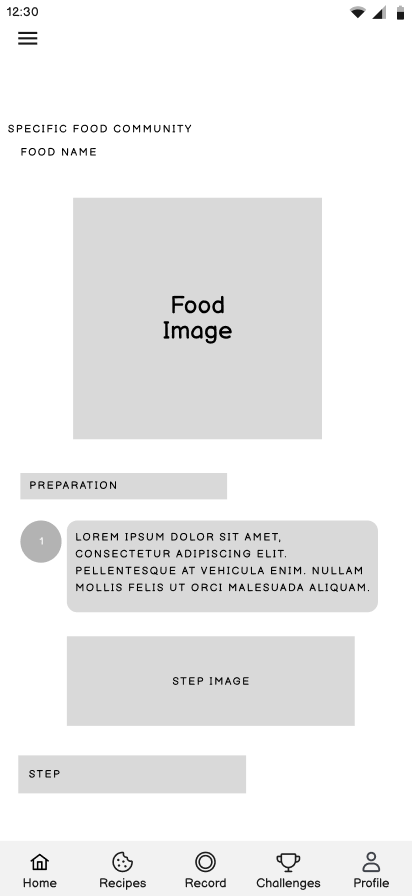 12:30
SPECIFIC FOOD COMMUNITY
FOOD NAME
Food
Image
PREPARATION
1
LOREM IPSUM DOLOR SIT AMET,
CONSECTETUR ADIPISCING ELIT.
PELLENTESQUE AT VEHICULA ENIM. NULLAM
MOLLIS FELIS UT ORCI MALESUADA ALIQUAM.
STEP IMAGE
STEP
Home Recipes Record Challenges Profile